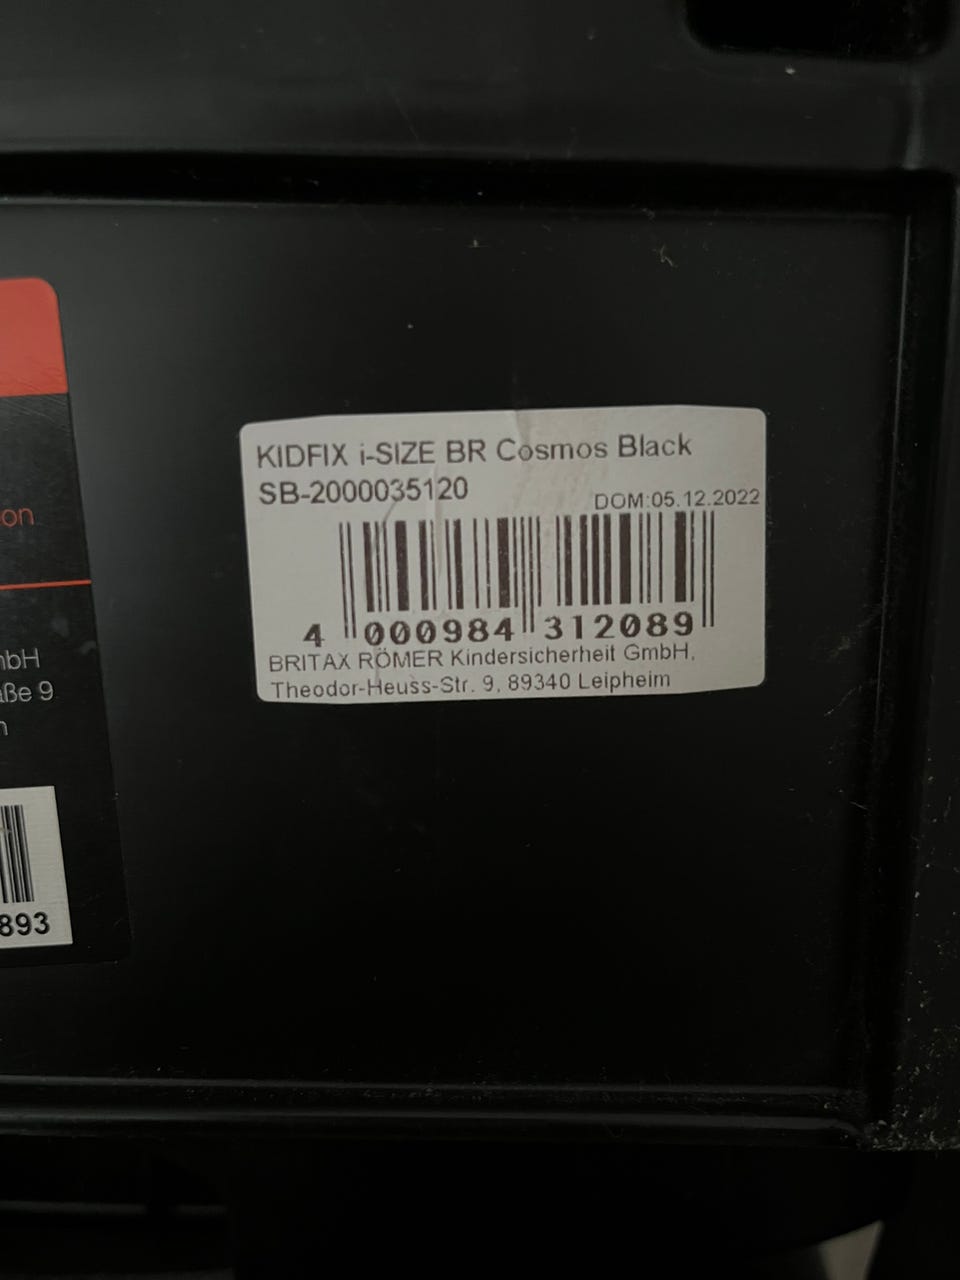 KIDFIX i-SIZE BR Cosmos Black
SB-2000035120
DOM:05.12.2022
4 000984 312089
BRITAX RÖMER Kindersicherheit GmbH,
Theodor-Heuss-Str. 9, 89340 Leipheim
on
mbH
aße 9
893